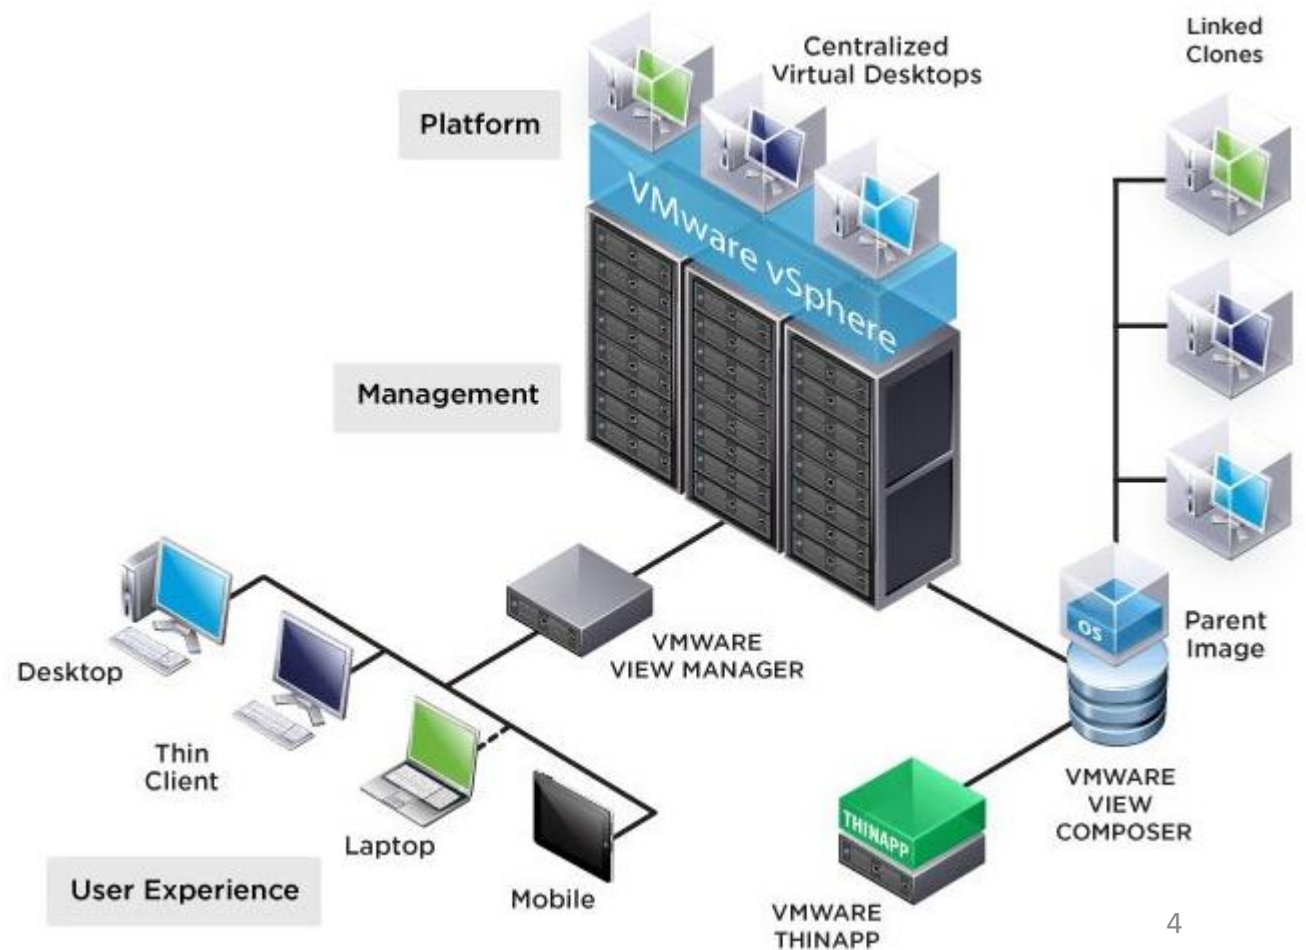 Linked
Clones
Centralized
Virtual Desktops
Platform
VMware vSphere
Management
VMWARE
VIEW MANAGER
OS
Parent
Image
Desktop
Thin
Client
Laptop
Mobile
THINAPP
VMWARE
VIEW
COMPOSER
User Experience
VMWARE
THINAPP
4